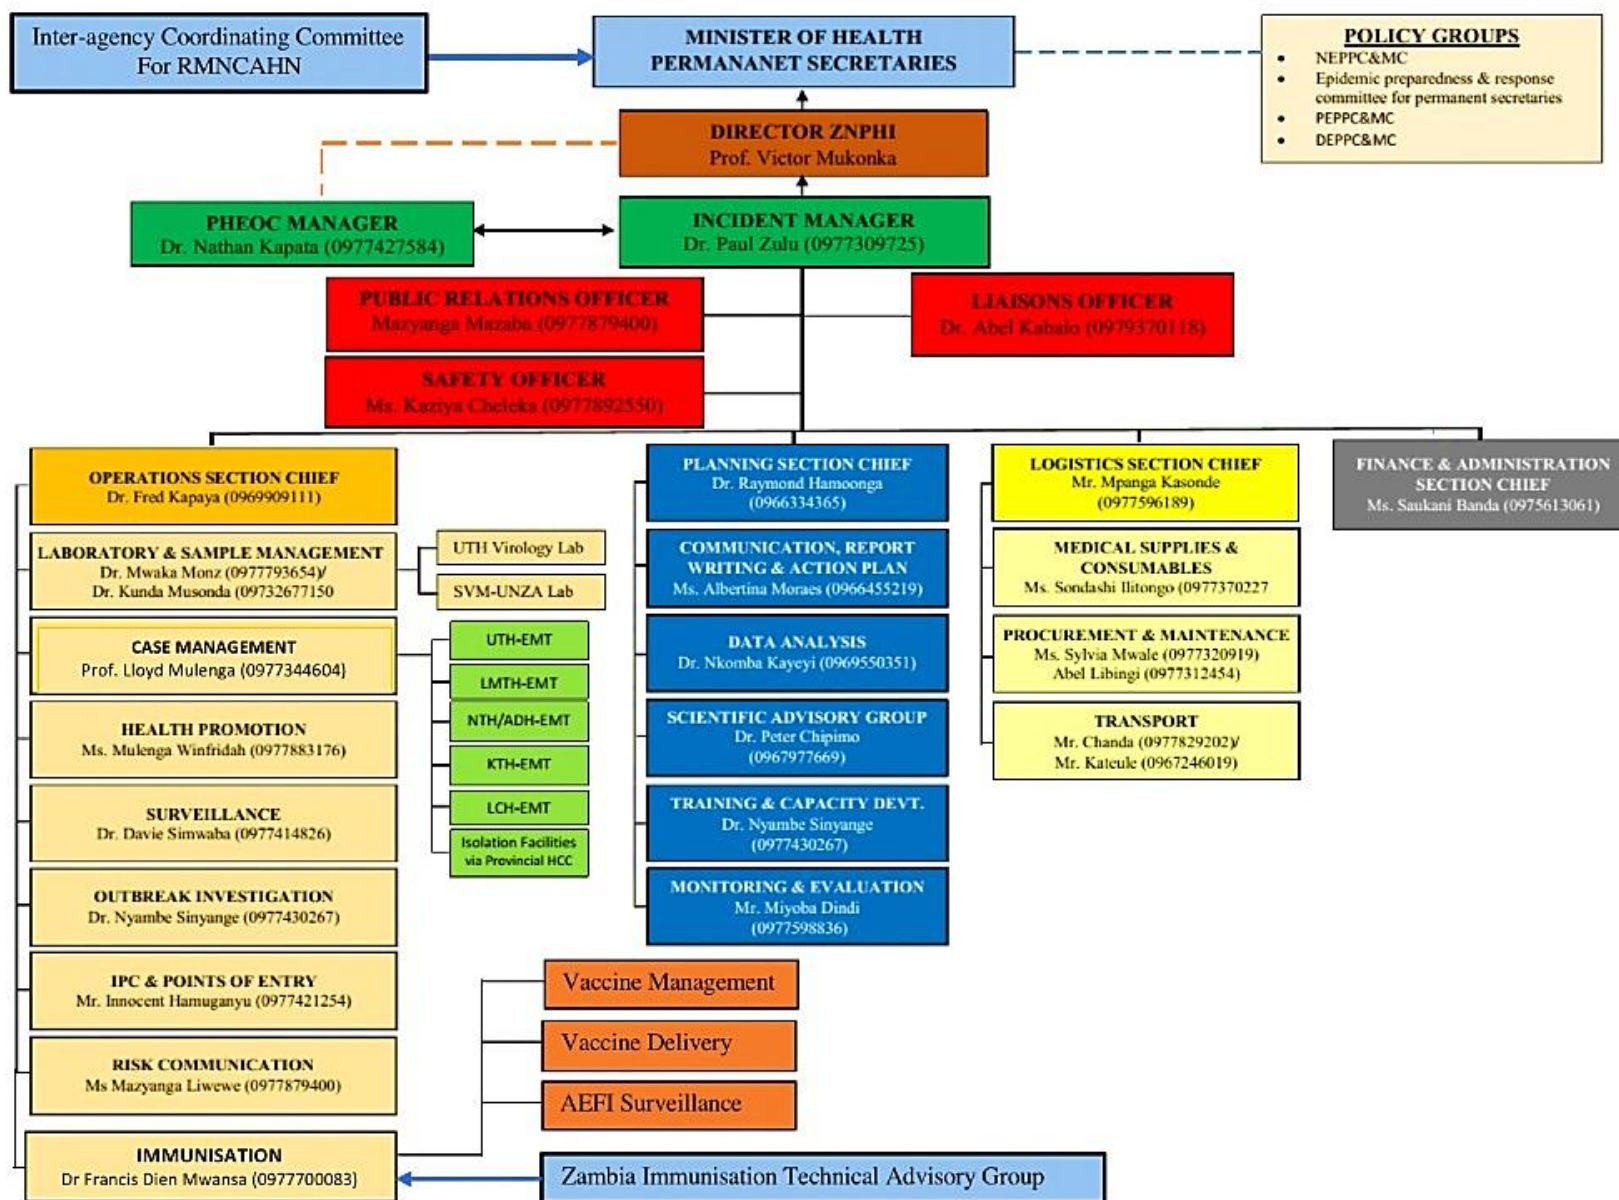 Inter-agency Coordinating Committee
For RMNCAHN
MINISTER OF HEALTH
PERMANANET SECRETARIES
POLICY GROUPS
• NEPPC&MC
• Epidemic preparedness & response
committee for permanent secretaries
• PEPPC&MC
• DEPPC&MC
DIRECTOR ZNPHI
Prof. Victor Mukonka
PHEOC MANAGER
Dr. Nathan Kapata (0977427584)
INCIDENT MANAGER
Dr. Paul Zulu (0977309725)
PUBLIC RELATIONS OFFICER
Mazyanga Mazaba (0977879400)
LIAISONS OFFICER
Dr. Abel Kabalo (0979370118)
SAFETY OFFICER
Ms. Kaziya Cheleka (0977892550)
OPERATIONS SECTION CHIEF
Dr. Fred Kapaya (0969909111)
LABORATORY & SAMPLE MANAGEMENT
Dr. Mwaka Monz (0977793654)/
Dr. Kunda Musonda (09732677150
UTH Virology Lab
SVM-UNZA Lab
CASE MANAGEMENT
Prof. Lloyd Mulenga (0977344604)
UTH-EMT
LMTH-EMT
NTH/ADH-EMT
KTH-EMT
LCH-EMT
Isolation Facilities
via Provincial HCC
HEALTH PROMOTION
Ms. Mulenga Winfridah (0977883176)
SURVEILLANCE
Dr. Davie Simwaba (0977414826)
OUTBREAK INVESTIGATION
Dr. Nyambe Sinyange (0977430267)
IPC & POINTS OF ENTRY
Mr. Innocent Hamuganyu (0977421254)
RISK COMMUNICATION
Ms Mazyanga Liwewe (0977879400)
IMMUNISATION
Dr Francis Dien Mwansa (0977700083)
Vaccine Management
Vaccine Delivery
AEFI Surveillance
Zambia Immunisation Technical Advisory Group
PLANNING SECTION CHIEF
Dr. Raymond Hamoonga
(0966334365)
COMMUNICATION, REPORT
WRITING & ACTION PLAN
Ms. Albertina Moraes (0966455219)
DATA ANALYSIS
Dr. Nkomba Kayeyi (0969550351)
SCIENTIFIC ADVISORY GROUP
Dr. Peter Chipimo
(0967977669)
TRAINING & CAPACITY DEVT.
Dr. Nyambe Sinyange
(0977430267)
MONITORING & EVALUATION
Mr. Miyoba Dindi
(0977598836)
LOGISTICS SECTION CHIEF
Mr. Mpanga Kasonde
(0977596189)
MEDICAL SUPPLIES &
CONSUMABLES
Ms. Sondashi Ilitongo (0977370227
PROCUREMENT & MAINTENANCE
Ms. Sylvia Mwale (0977320919)
Abel Libingi (0977312454)
TRANSPORT
Mr. Chanda (0977829202)/
Mr. Kateule (0967246019)
FINANCE & ADMINISTRATION
SECTION CHIEF
Ms. Saukani Banda (0975613061)